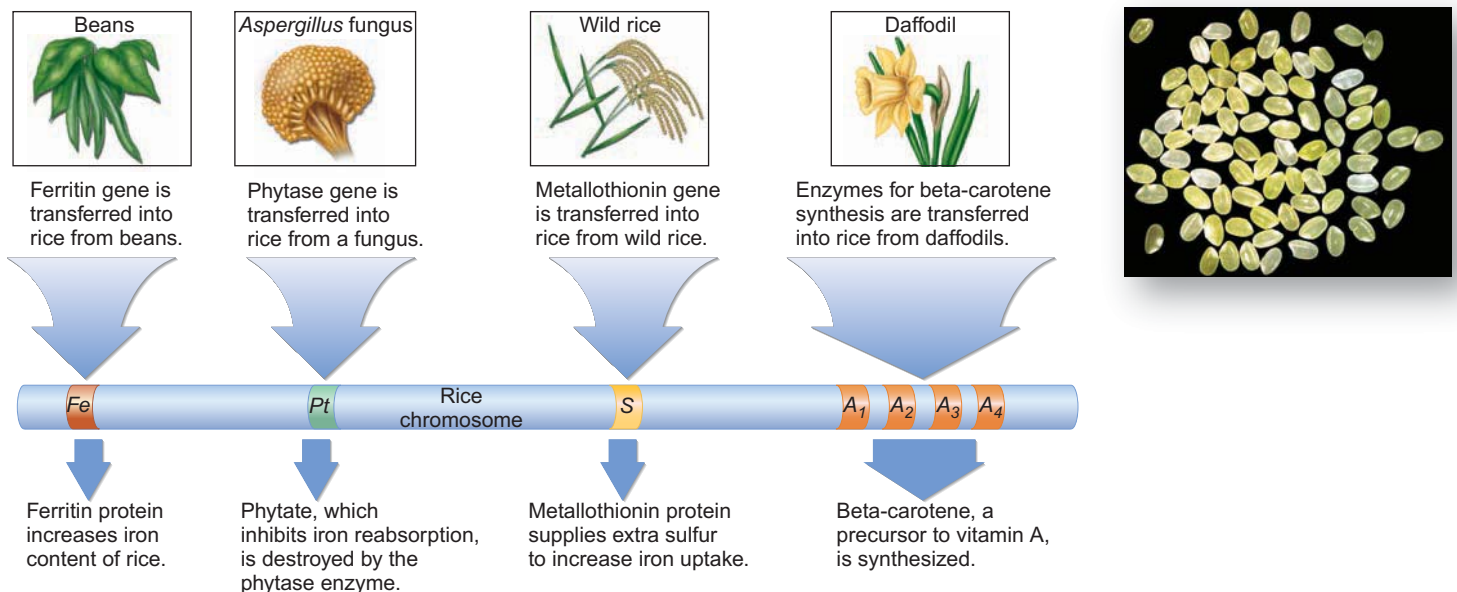 Beans
Aspergillus fungus
Wild rice
Daffodil
Ferritin gene is
transferred into
rice from beans.
Phytase gene is
transferred into
rice from a fungus.
Metallothionin gene
is transferred into
rice from wild rice.
Enzymes for beta-carotene
synthesis are transferred
into rice from daffodils.
Fe
Pt
Rice
chromosome
S
A1
A2
A3
A4
Ferritin protein
increases iron
content of rice.
Phytate, which
inhibits iron reabsorption,
is destroyed by the
phytase enzyme.
Metallothionin protein
supplies extra sulfur
to increase iron uptake.
Beta-carotene, a
precursor to vitamin A,
is synthesized.